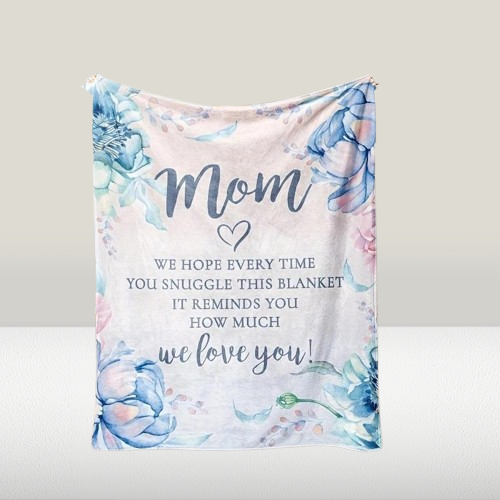 Mom
WE HOPE EVERY TIME
YOU SNUGGLE THIS BLANKET
IT REMINDS YOU
HOW MUCH
we love you!